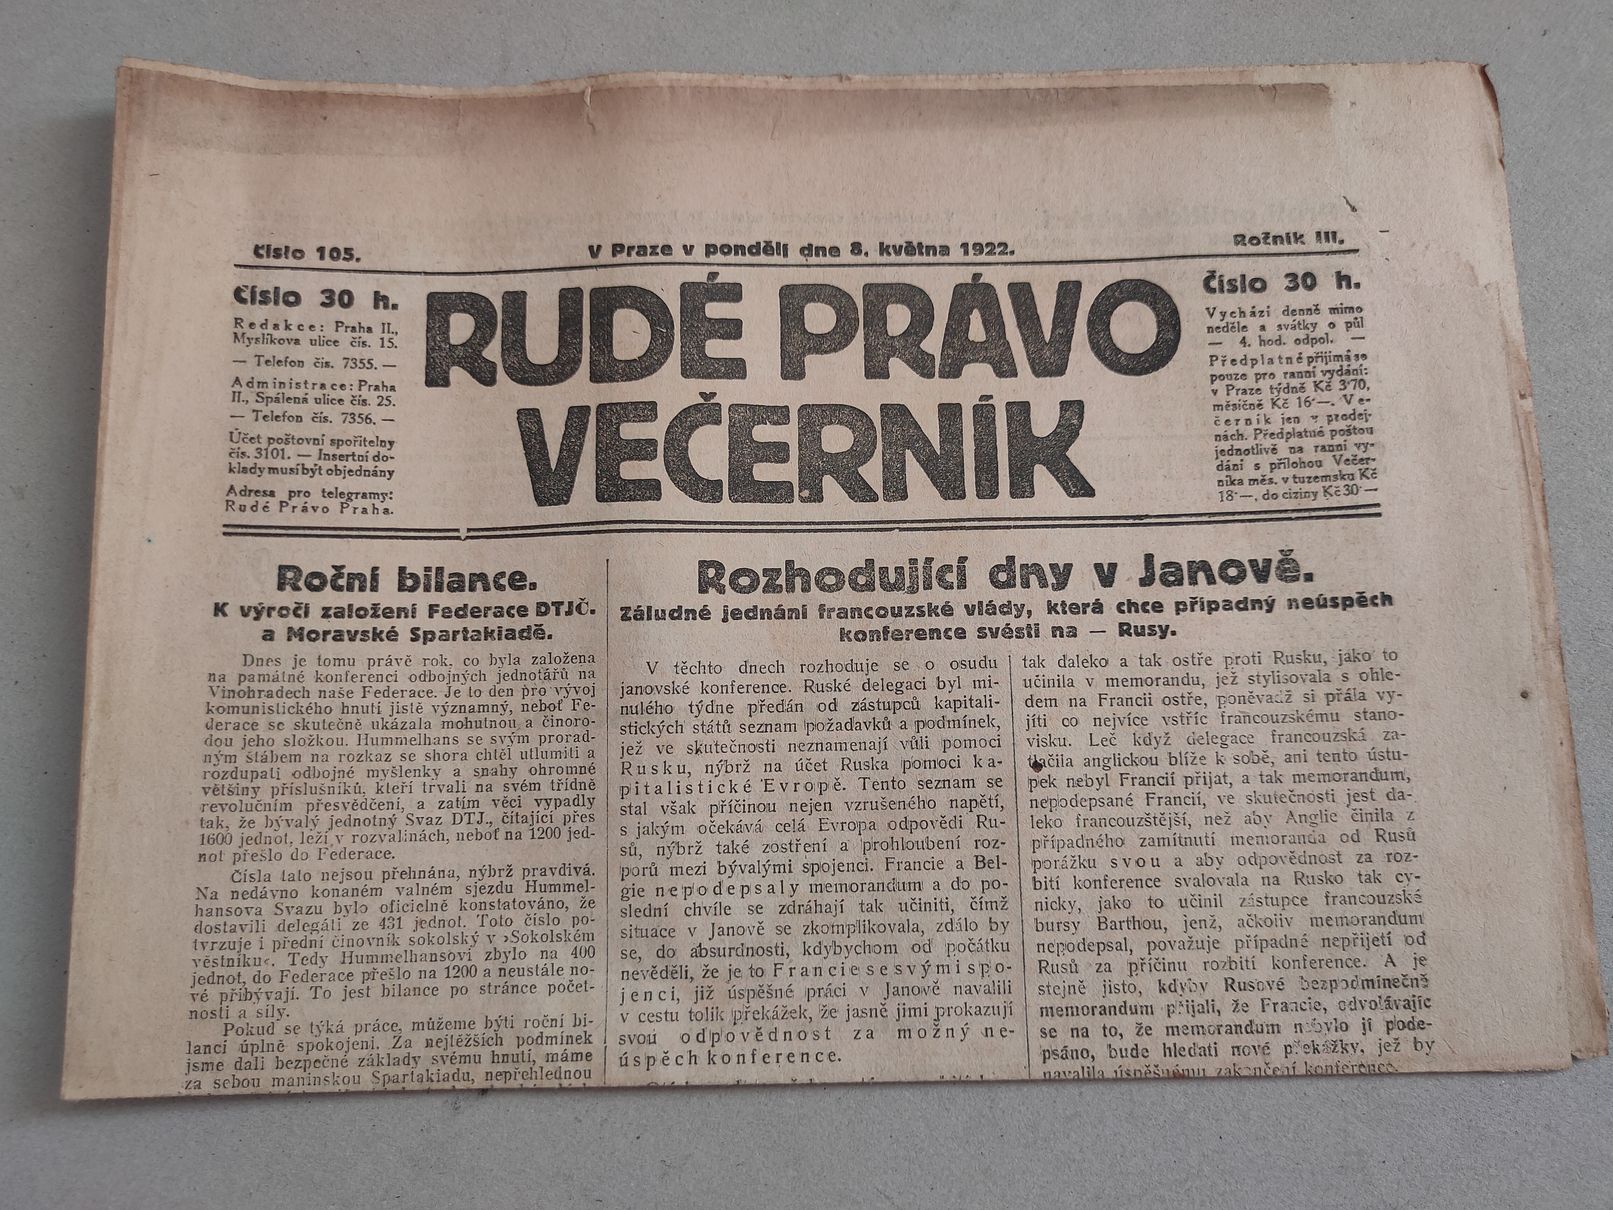 Číslo 105.
V Praze v pondělí dne 8. května 1922.
Ročník III.
Číslo 30 h.
Redakce: Praha II.,
Myslíkova ulice čís. 15.
— Telefon čis. 7355. —
Administrace: Praha
II., Spálená ulice čís. 25.
— Telefon čís. 7356. —
Účet poštovní spořitelny
čís. 3101. — Insertní do-
klady musí být objednány
Adresa pro telegramy:
Rudé Právo Praha.
RUDÉ PRÁVO
VEČERNÍK
Číslo 30 h.
Vychází denně mimo
neděle a svátky o půl
— 4. hod. odpol. —
Předplatné přijímá se
pouze pro ranní vydání:
v Praze týdně Kč 3·70,
měsíčně Kč 16·—. Ve-
černík jen v prodej-
nách. Předplatné poštou
jednotlivě na ranní vy-
dání s přílohou Večer-
níka měs. v tuzemsku Kč
18·—, do ciziny Kč 30·—
Roční bilance.
K výročí založení Federace DTJČ.
a Moravské Spartakiadě.
Dnes je tomu právě rok, co byla založena
na památné konferenci odbojných jednotářů na
Vinohradech naše Federace. Je to den pro vývoj
komunistického hnutí jistě významný, neboť Fe-
derace se skutečně ukázala mohutnou a činoro-
dou jeho složkou. Hummelhans se svým prorad-
ným štábem na rozkaz se shora chtěl utlumiti a
rozdupati odbojné myšlenky a snahy ohromné
většiny příslušníků, kteří trvali na svém třídně
revolučním přesvědčení, a zatím věci vypadly
tak, že bývalý jednotný Svaz DTJ., čítající přes
1600 jednot, leží v rozvalinách, neboť na 1200 jed-
not přešlo do Federace.
Čísla tato nejsou přehnána, nýbrž pravdivá.
Na nedávno konaném valném sjezdu Hummel-
hansova Svazu bylo oficielně konstatováno, že
dostavili delegáti ze 431 jednot. Toto číslo po-
tvrzuje i přední činovník sokolský v »Sokolském
věstníku«. Tedy Hummelhansovi zbylo na 400
jednot, do Federace přešlo na 1200 a neustále no-
vé přibývají. To jest bilance po stránce počet-
nosti a síly.
Pokud se týká práce, můžeme býti roční bi-
lancí úplně spokojeni. Za nejtěžších podmínek
jsme dali bezpečné základy svému hnutí, máme
za sebou maninskou Spartakiadu, nepřehlednou
Rozhodující dny v Janově.
Záludné jednání francouzské vlády, která chce případný neúspěch
konference svésti na — Rusy.
V těchto dnech rozhoduje se o osudu
janovské konference. Ruské delegaci byl mi-
nulého týdne předán od zástupců kapitali-
stických států seznam požadavků a podmínek,
jež ve skutečnosti neznamenají vůli pomoci
Rusku, nýbrž na účet Ruska pomoci ka-
pitalistické Evropě. Tento seznam se
stal však příčinou nejen vzrušeného napětí,
s jakým očekává celá Evropa odpovědi Ru-
sů, nýbrž také zostření a prohloubení roz-
porů mezi bývalými spojenci. Francie a Bel-
gie nepodepsaly memorandum a do po-
slední chvíle se zdráhají tak učiniti, čímž
situace v Janově se zkomplikovala, zdálo by
se, do absurdnosti, kdybychom od počátku
nevěděli, že je to Francie se svými spo-
jenci, již úspěšné práci v Janově navalili
v cestu tolik překážek, že jasně jimi prokazují
svou odpovědnost za možný ne-
úspěch konference.
tak daleko a tak ostře proti Rusku, jako to
učinila v memorandu, jež stylisovala s ohle-
dem na Francii ostře, poněvadž si přála vy-
jíti co nejvíce vstříc francouzskému stano-
visku. Leč když delegace francouzská za-
tlačila anglickou blíže k sobě, ani tento ústu-
pek nebyl Francií přijat, a tak memorandum,
nepodepsané Francií, ve skutečnosti jest da-
leko francouzštější, než aby Anglie činila z
případného zamítnutí memoranda od Rusů
porážku svou a aby odpovědnost za roz-
bití konference svalovala na Rusko tak cy-
nicky, jako to učinil zástupce francouzské
bursy Barthou, jenž, ačkoliv memorandum
nepodepsal, považuje případné nepřijetí od
Rusů za příčinu rozbití konference. A je
stejně jisto, kdyby Rusové bezpodmínečně
memorandum přijali, že Francie, odvolávajíc
se na to, že memorandum nebylo jí pode-
psáno, bude hledati nové překážky, jež by
navalila úspěšnému zakončení konference.